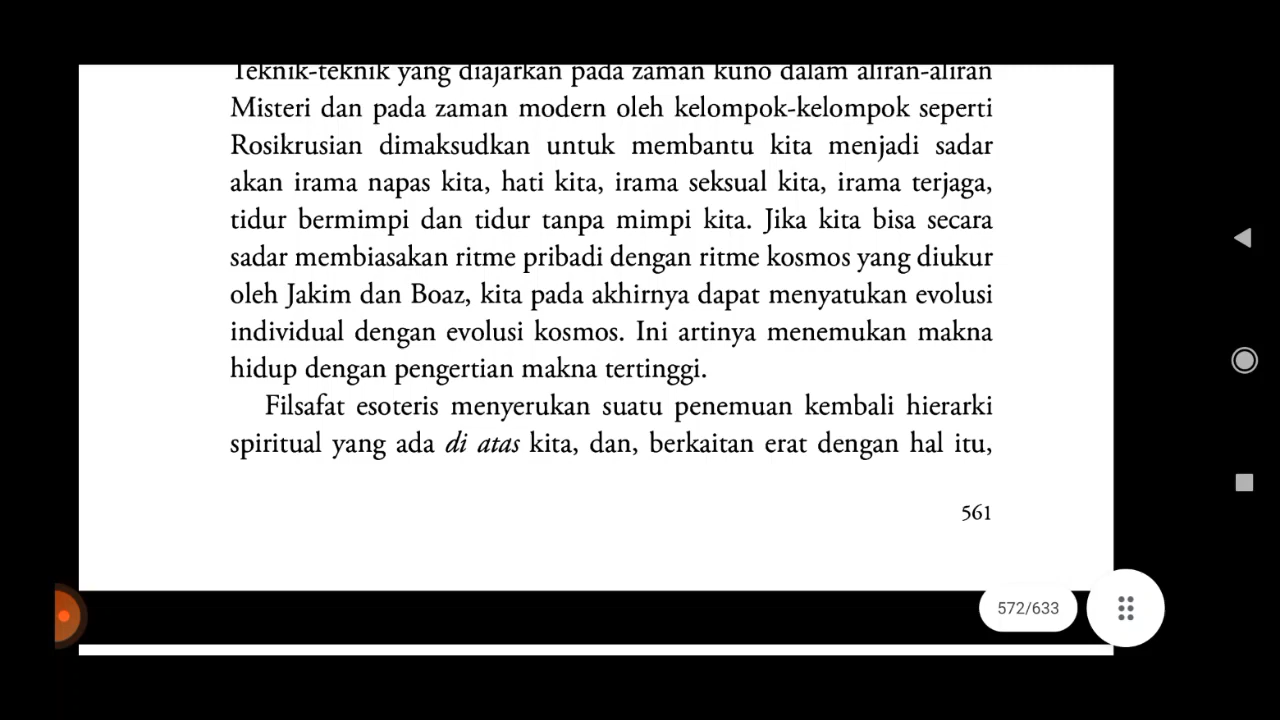 Teknik-teknik yang diajarkan pada zaman kuno dalam aliran-aliran
Misteri dan pada zaman modern oleh kelompok-kelompok seperti
Rosikrusian dimaksudkan untuk membantu kita menjadi sadar
akan irama napas kita, hati kita, irama seksual kita, irama terjaga,
tidur bermimpi dan tidur tanpa mimpi kita. Jika kita bisa secara
sadar membiasakan ritme pribadi dengan ritme kosmos yang diukur
oleh Jakim dan Boaz, kita pada akhirnya dapat menyatukan evolusi
individual dengan evolusi kosmos. Ini artinya menemukan makna
hidup dengan pengertian makna tertinggi.
Filsafat esoteris menyerukan suatu penemuan kembali hierarki
spiritual yang ada di atas kita, dan, berkaitan erat dengan hal itu,
561
572/633